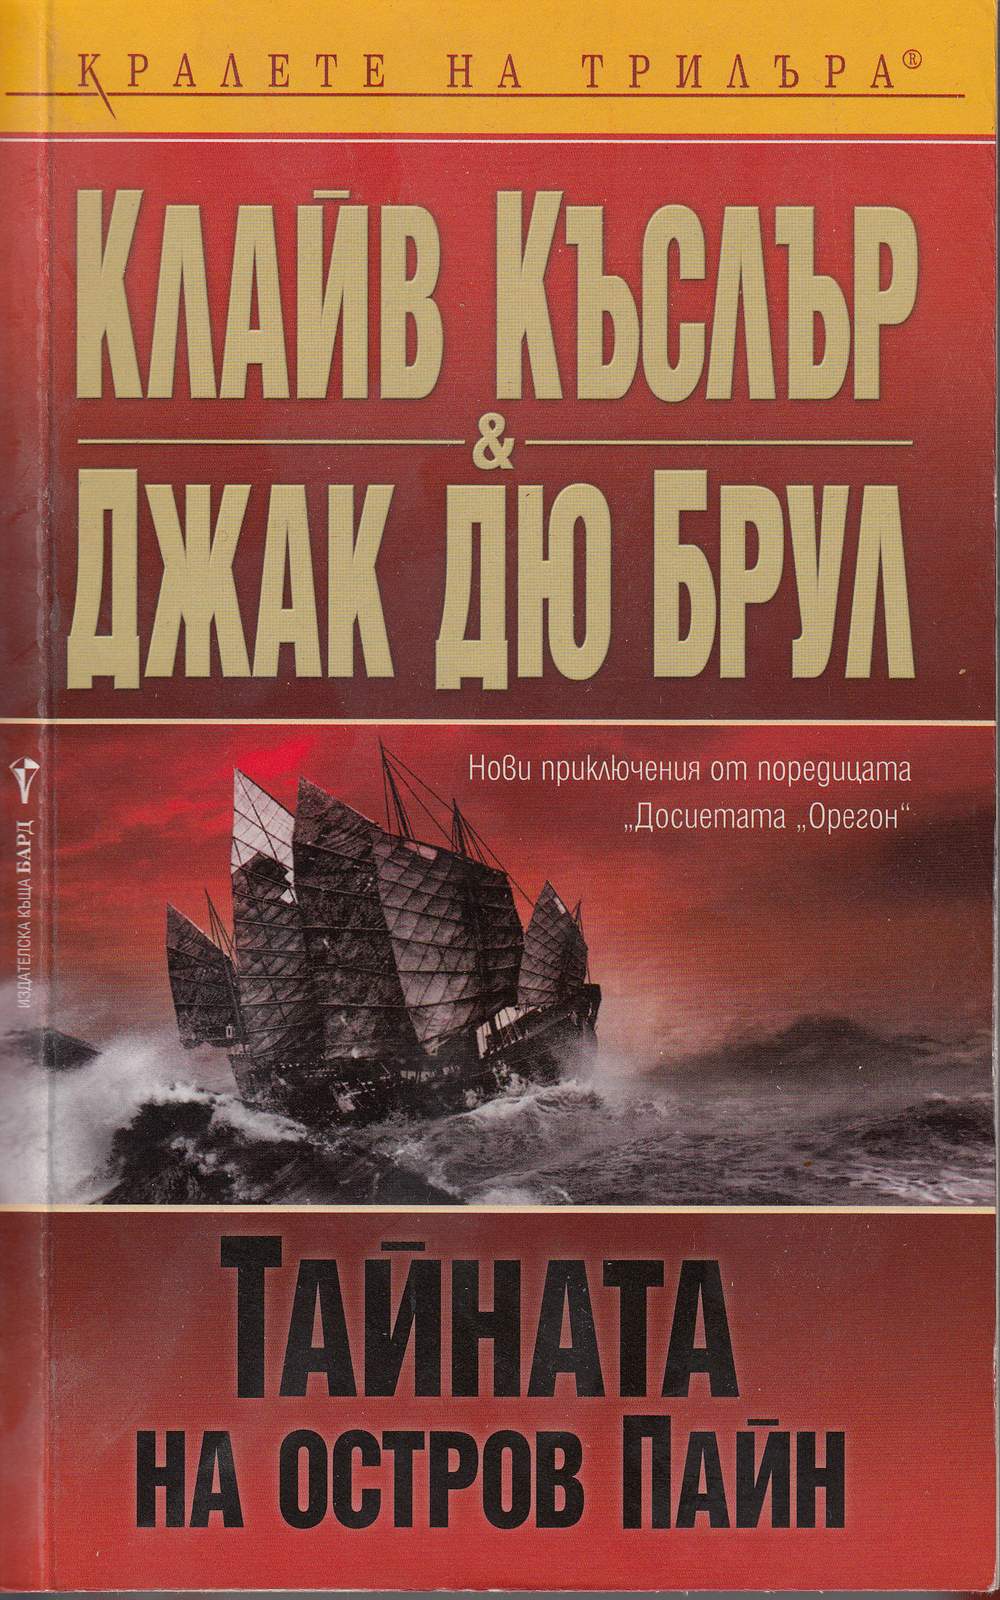 КРАЛЕТЕ НА ТРИЛЪРА®
КЛАЙВ КЪСЛЪР
&
ДЖАК ДЮ БРУЛ
Нови приключения от поредицата
„Досиетата „Орегон“
ИЗДАТЕЛСКА КЪЩА БАРД
ТАЙНАТА
НА ОСТРОВ ПАЙН